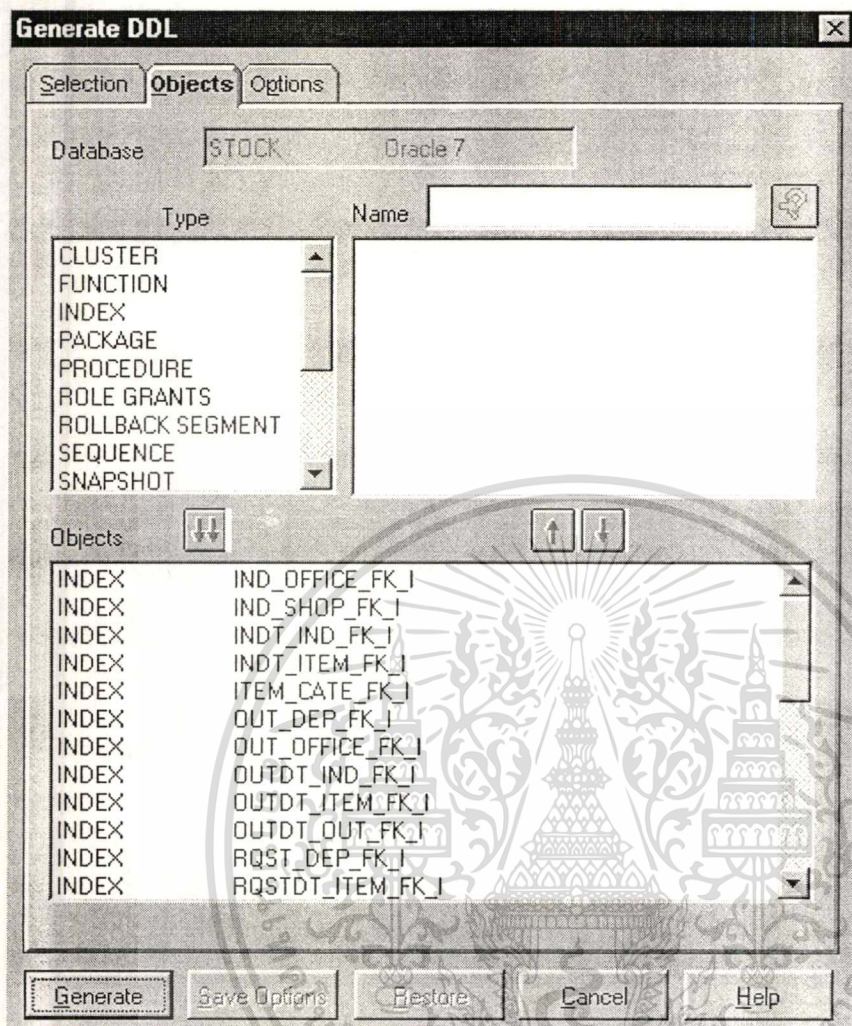 Generate DDL
Selection Objects Options
Database STOCK Oracle 7
Type Name
CLUSTER
FUNCTION
INDEX
PACKAGE
PROCEDURE
ROLE GRANTS
ROLLBACK SEGMENT
SEQUENCE
SNAPSHOT
Objects
INDEX IND_OFFICE_FK_I
INDEX IND_SHOP_FK_I
INDEX INDT_IND_FK_I
INDEX INDT_ITEM_FK_I
INDEX ITEM_CATE_FK_I
INDEX OUT_DEP_FK_I
INDEX OUT_OFFICE_FK_I
INDEX OUTDT_IND_FK_I
INDEX OUTDT_ITEM_FK_I
INDEX OUTDT_OUT_FK_I
INDEX RQST_DEP_FK_I
INDEX RQSTDT_ITEM_FK_I
Generate Save Options Restore Cancel Help